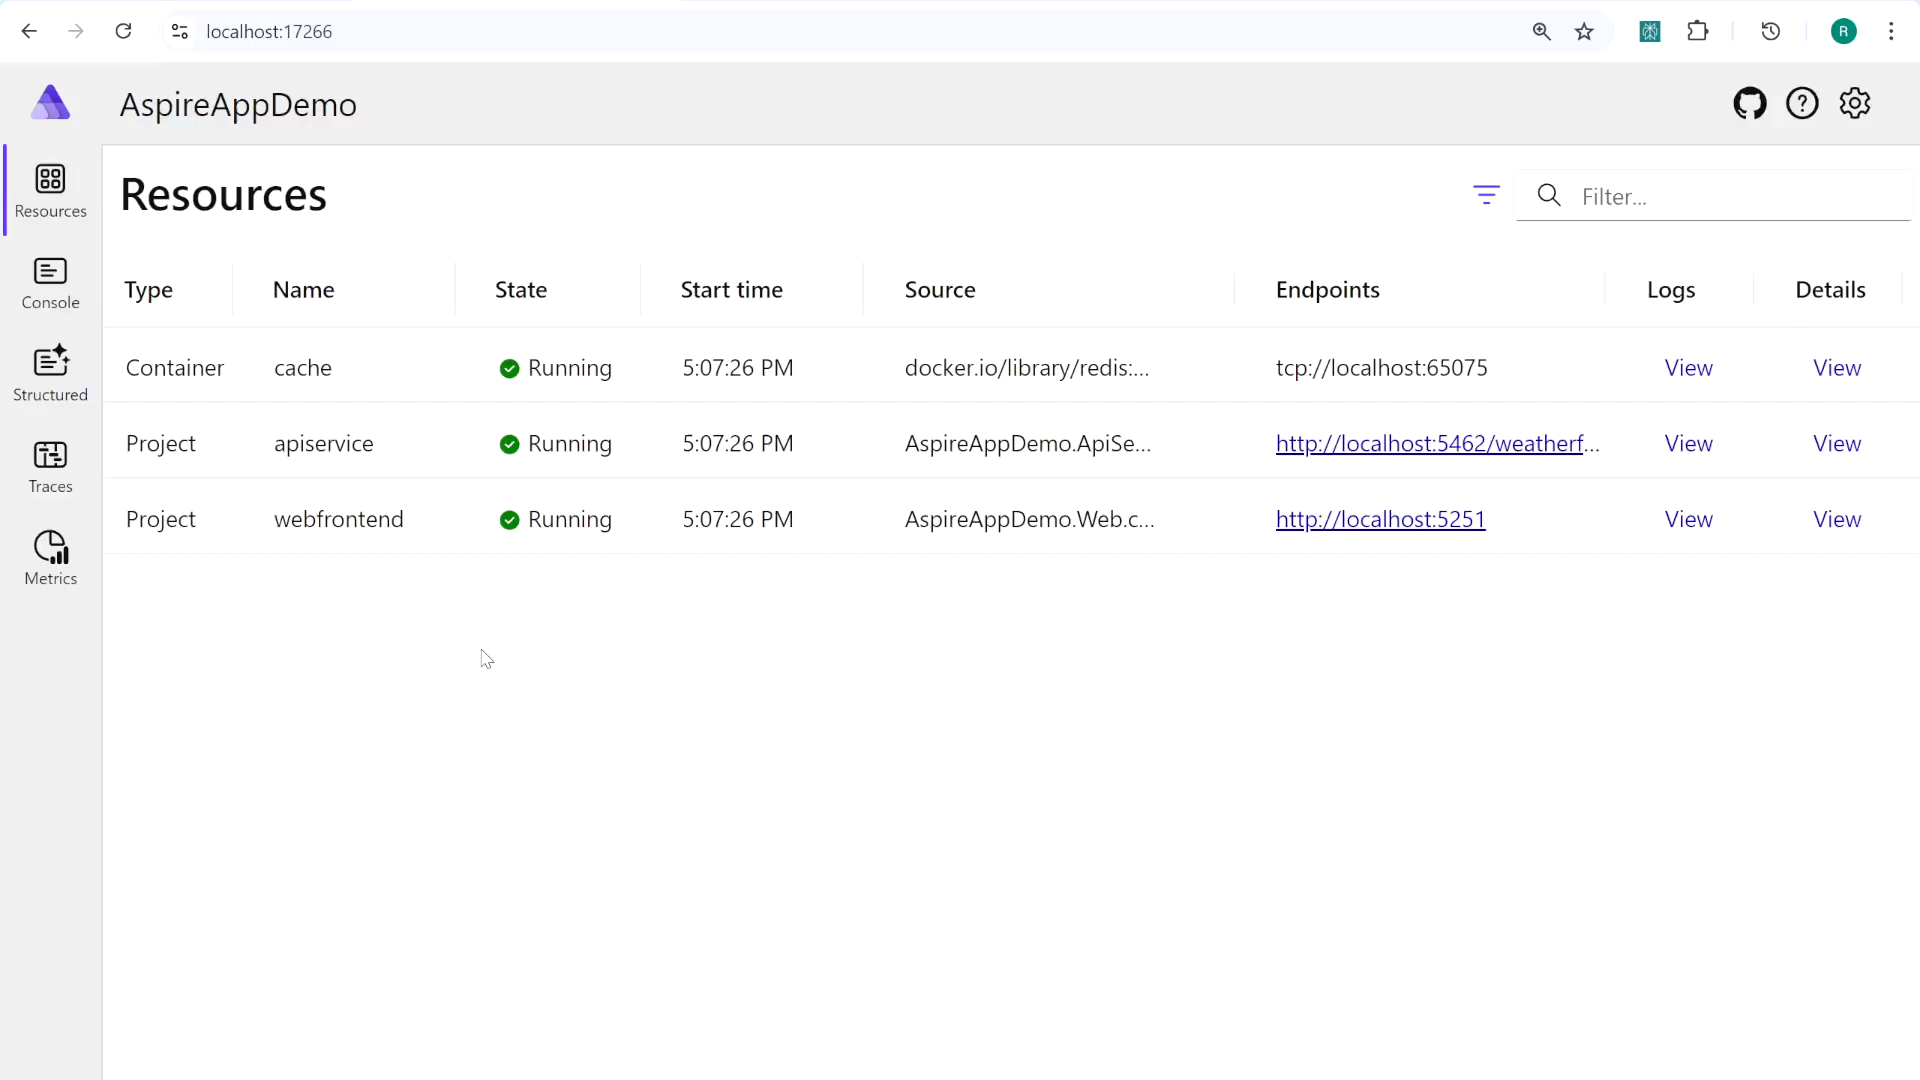 localhost:17266
R
AspireAppDemo
Resources
Filter...
Resources
Console
Structured
Traces
Metrics
Type Name State Start time Source Endpoints Logs Details
Container cache Running 5:07:26 PM docker.io/library/redis:... tcp://localhost:65075 View View
Project apiservice Running 5:07:26 PM AspireAppDemo.ApiSe... http://localhost:5462/weatherf... View View
Project webfrontend Running 5:07:26 PM AspireAppDemo.Web.c... http://localhost:5251 View View